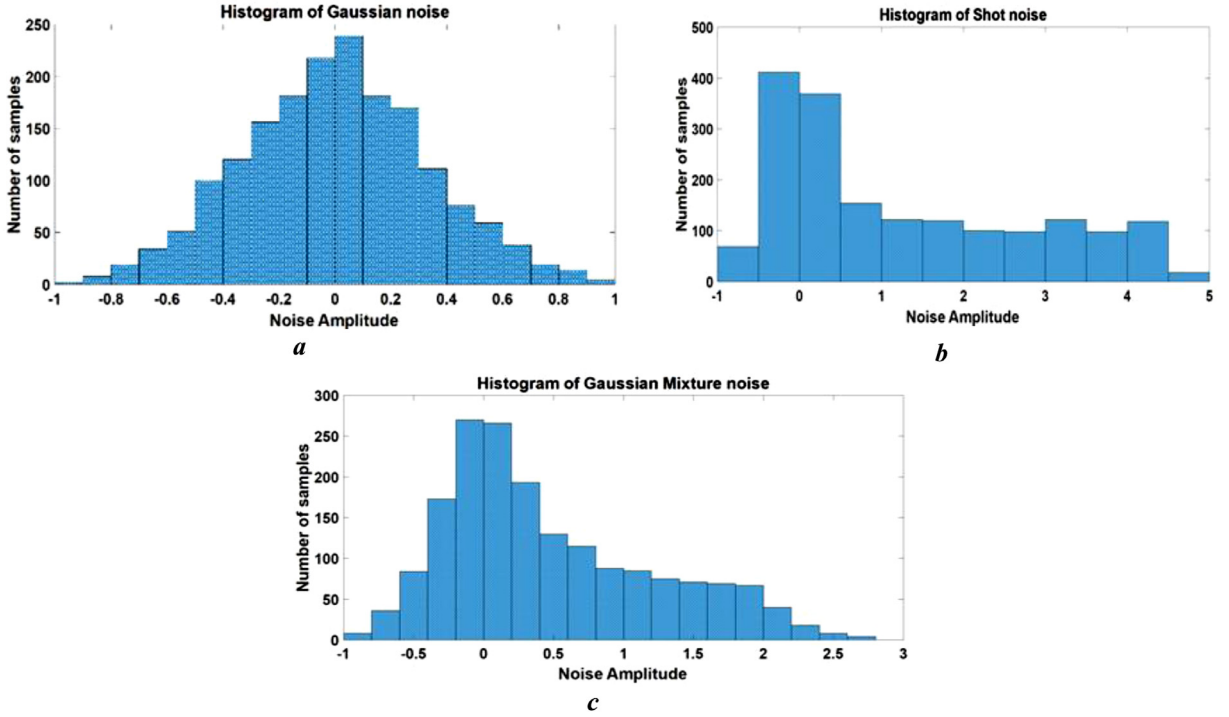 Histogram of Gaussian noise
250
200
150
100
50
0
Number of samples
-1 -0.8 -0.6 -0.4 -0.2 0 0.2 0.4 0.6 0.8 1
Noise Amplitude
a
Histogram of Shot noise
500
400
300
200
100
0
Number of samples
-1 0 1 2 3 4 5
Noise Amplitude
b
Histogram of Gaussian Mixture noise
300
250
200
150
100
50
0
Number of samples
-1 -0.5 0 0.5 1 1.5 2 2.5 3
Noise Amplitude
c